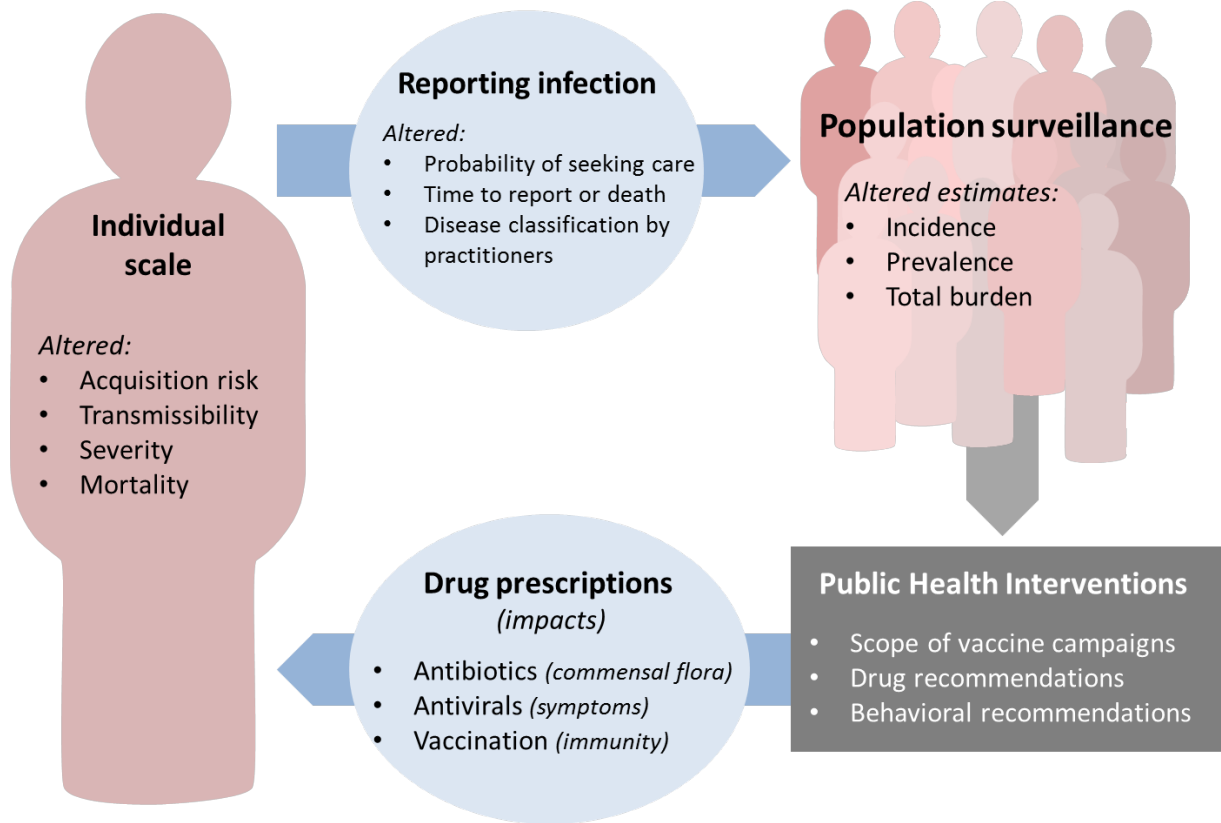 Individual
scale
Altered:
• Acquisition risk
• Transmissibility
• Severity
• Mortality
Reporting infection
Altered:
• Probability of seeking care
• Time to report or death
• Disease classification by
practitioners
Population surveillance
Altered estimates:
• Incidence
• Prevalence
• Total burden
Public Health Interventions
• Scope of vaccine campaigns
• Drug recommendations
• Behavioral recommendations
Drug prescriptions
(impacts)
• Antibiotics (commensal flora)
• Antivirals (symptoms)
• Vaccination (immunity)